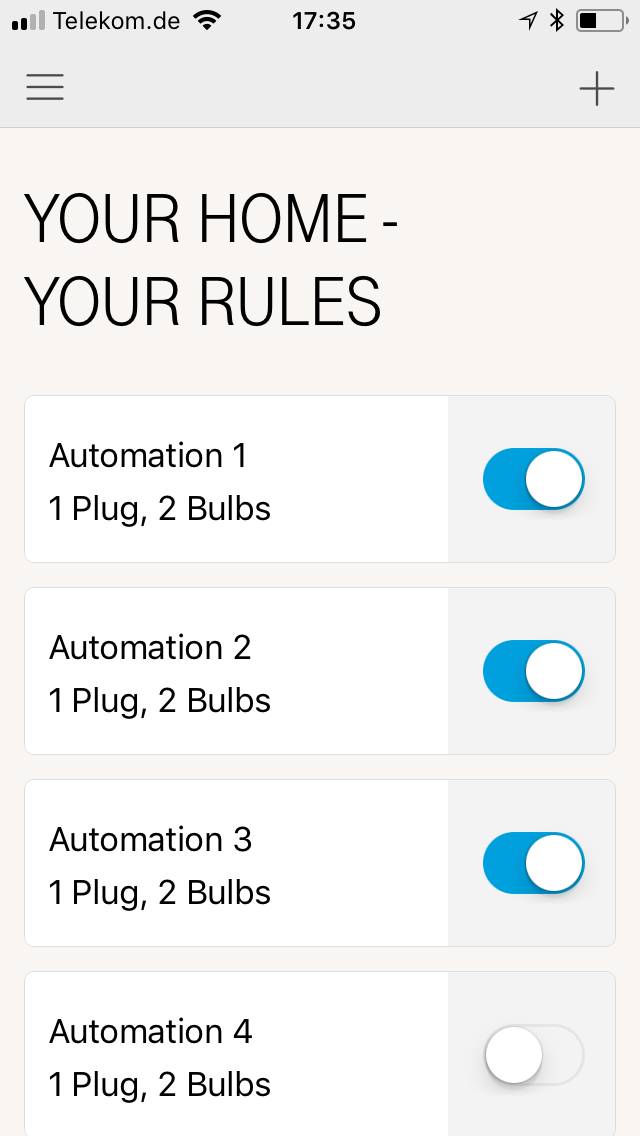 Telekom.de 17:35
YOUR HOME -
YOUR RULES
Automation 1
1 Plug, 2 Bulbs
Automation 2
1 Plug, 2 Bulbs
Automation 3
1 Plug, 2 Bulbs
Automation 4
1 Plug, 2 Bulbs